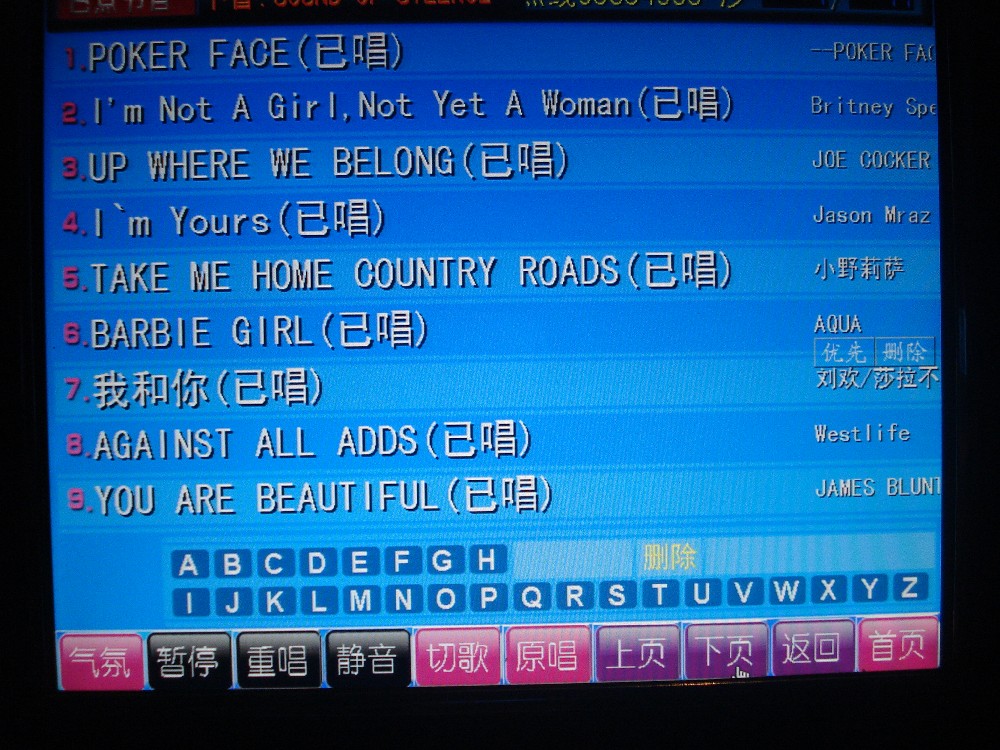 1.POKER FACE(已唱) --POKER FAC
2.I'm Not A Girl,Not Yet A Woman(已唱) Britney Spe
3.UP WHERE WE BELONG(已唱) JOE COCKER
4.I`m Yours(已唱) Jason Mraz
5.TAKE ME HOME COUNTRY ROADS(已唱) 小野莉萨
6.BARBIE GIRL(已唱) AQUA
优先 删除
7.我和你(已唱) 刘欢/莎拉不
8.AGAINST ALL ADDS(已唱) Westlife
9.YOU ARE BEAUTIFUL(已唱) JAMES BLUNT
A B C D E F G H 删除
I J K L M N O P Q R S T U V W X Y Z
气氛 暂停 重唱 静音 切歌 原唱 上页 下页 返回 首页